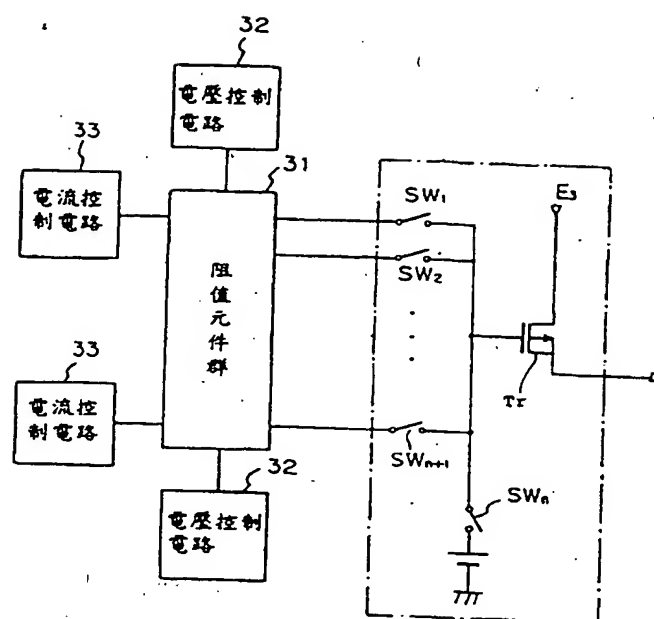 32
電壓控制
電路
33
31
電流控
制電路
SW₁
E₃
SW₂
阻值元件群
33
電流控
制電路
Tr
SWₙ₊₁
32
SWₙ
電壓控制
電路